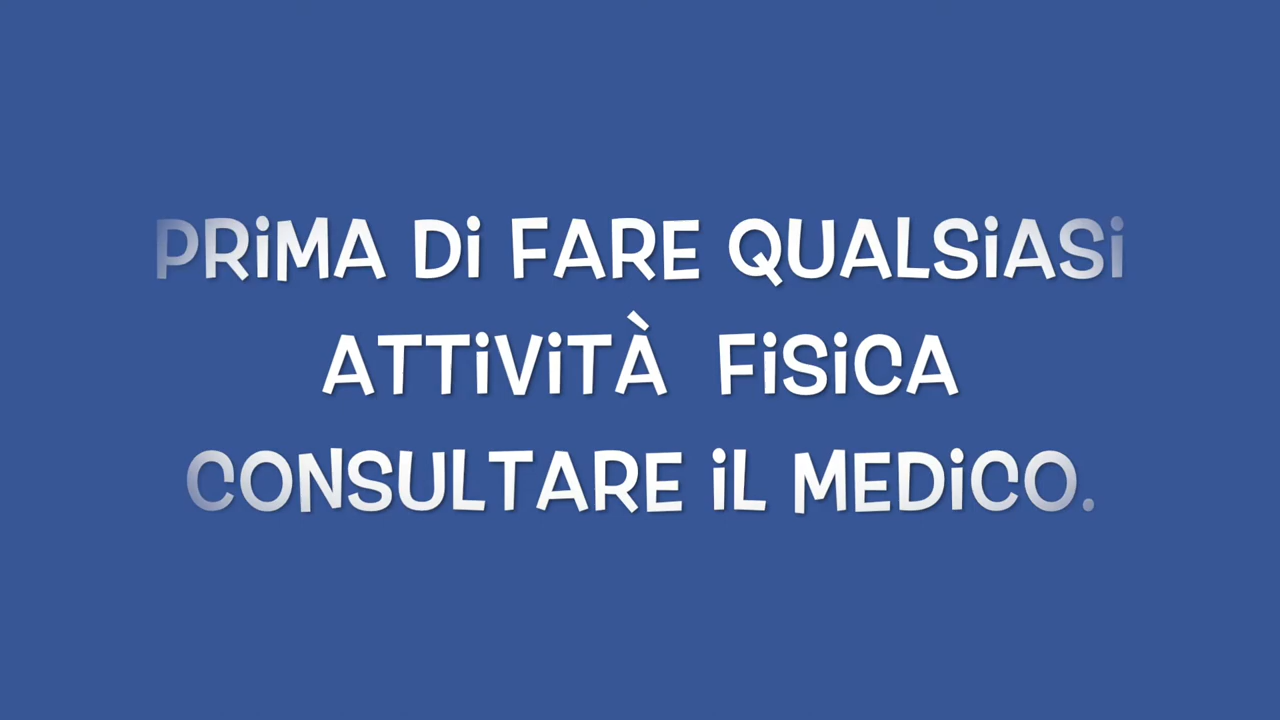 PRiMA Di FARE QUALSiASi
ATTiViTÀ FiSiCA
CONSULTARE iL MEDiCO.